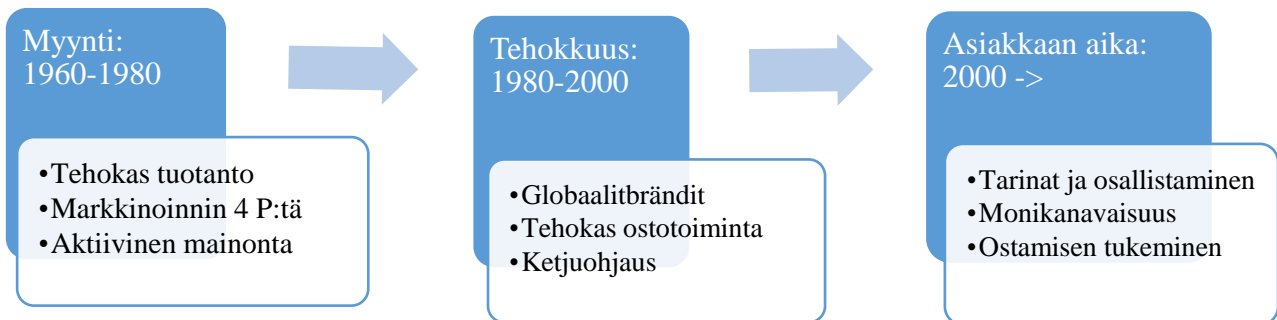 Myynti:
1960-1980
•Tehokas tuotanto
•Markkinoinnin 4 P:tä
•Aktiivinen mainonta
Tehokkuus:
1980-2000
•Globaalitbrändit
•Tehokas ostotoiminta
•Ketjuohjaus
Asiakkaan aika:
2000 ->
•Tarinat ja osallistaminen
•Monikanavaisuus
•Ostamisen tukeminen